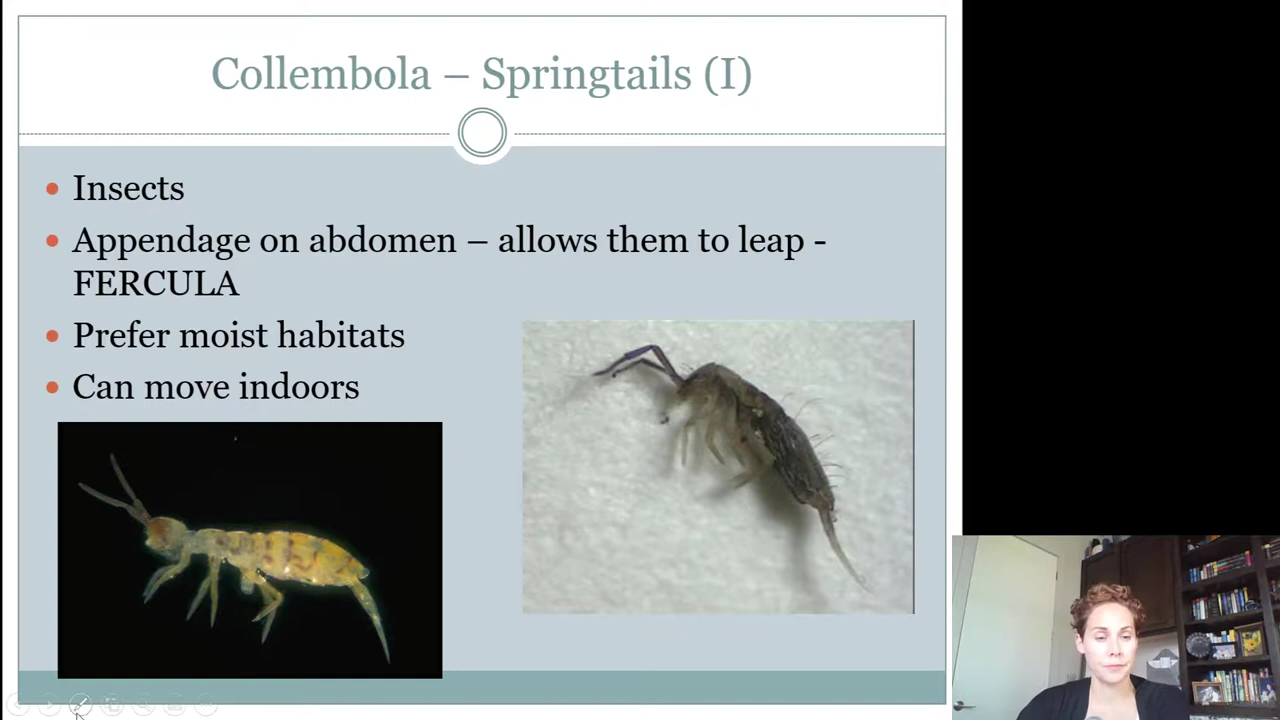 Collembola – Springtails (I)
• Insects
• Appendage on abdomen – allows them to leap -
FERCULA
• Prefer moist habitats
• Can move indoors